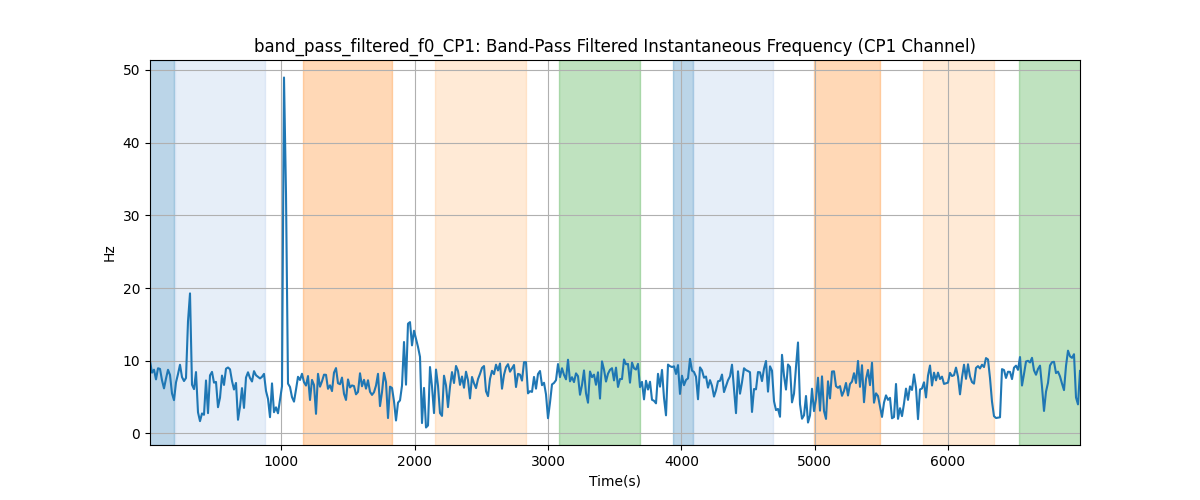 band_pass_filtered_f0_CP1: Band-Pass Filtered Instantaneous Frequency (CP1 Channel)
50
40
30
20
10
0
Hz
1000 2000 3000 4000 5000 6000
Time(s)